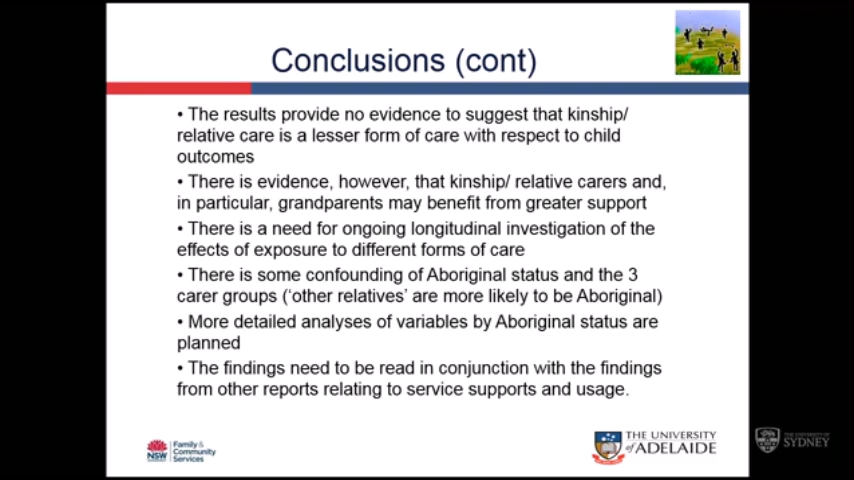 Conclusions (cont)
• The results provide no evidence to suggest that kinship/
relative care is a lesser form of care with respect to child
outcomes
• There is evidence, however, that kinship/ relative carers and,
in particular, grandparents may benefit from greater support
• There is a need for ongoing longitudinal investigation of the
effects of exposure to different forms of care
• There is some confounding of Aboriginal status and the 3
carer groups (‘other relatives’ are more likely to be Aboriginal)
• More detailed analyses of variables by Aboriginal status are
planned
• The findings need to be read in conjunction with the findings
from other reports relating to service supports and usage.
Family &
Community
Services
NSW
THE UNIVERSITY
of ADELAIDE
THE UNIVERSITY OF
SYDNEY